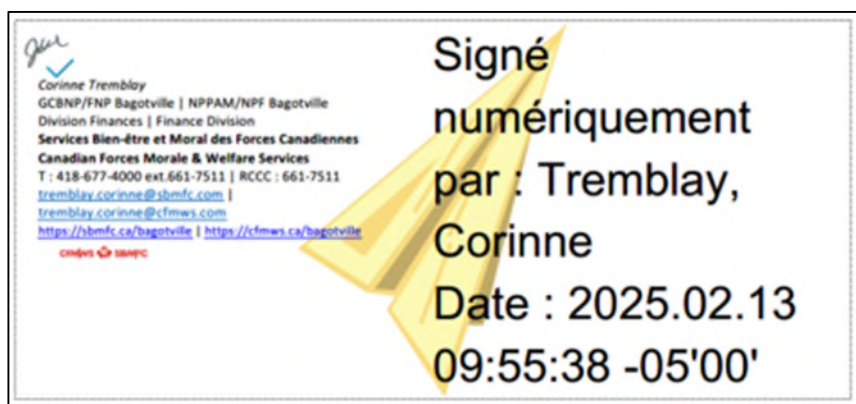 Corinne Tremblay
GCBNP/FNP Bagotville | NPPAM/NPF Bagotville
Division Finances | Finance Division
Services Bien-être et Moral des Forces Canadiennes
Canadian Forces Morale & Welfare Services
T : 418-677-4000 ext.661-7511 | RCCC : 661-7511
tremblay.corinne@sbmfc.com |
tremblay.corinne@cfmws.com
https://sbmfc.ca/bagotville | https://cfmws.ca/bagotville
CFMWS SBMFC
Signé
numériquement
par : Tremblay,
Corinne
Date : 2025.02.13
09:55:38 -05'00'